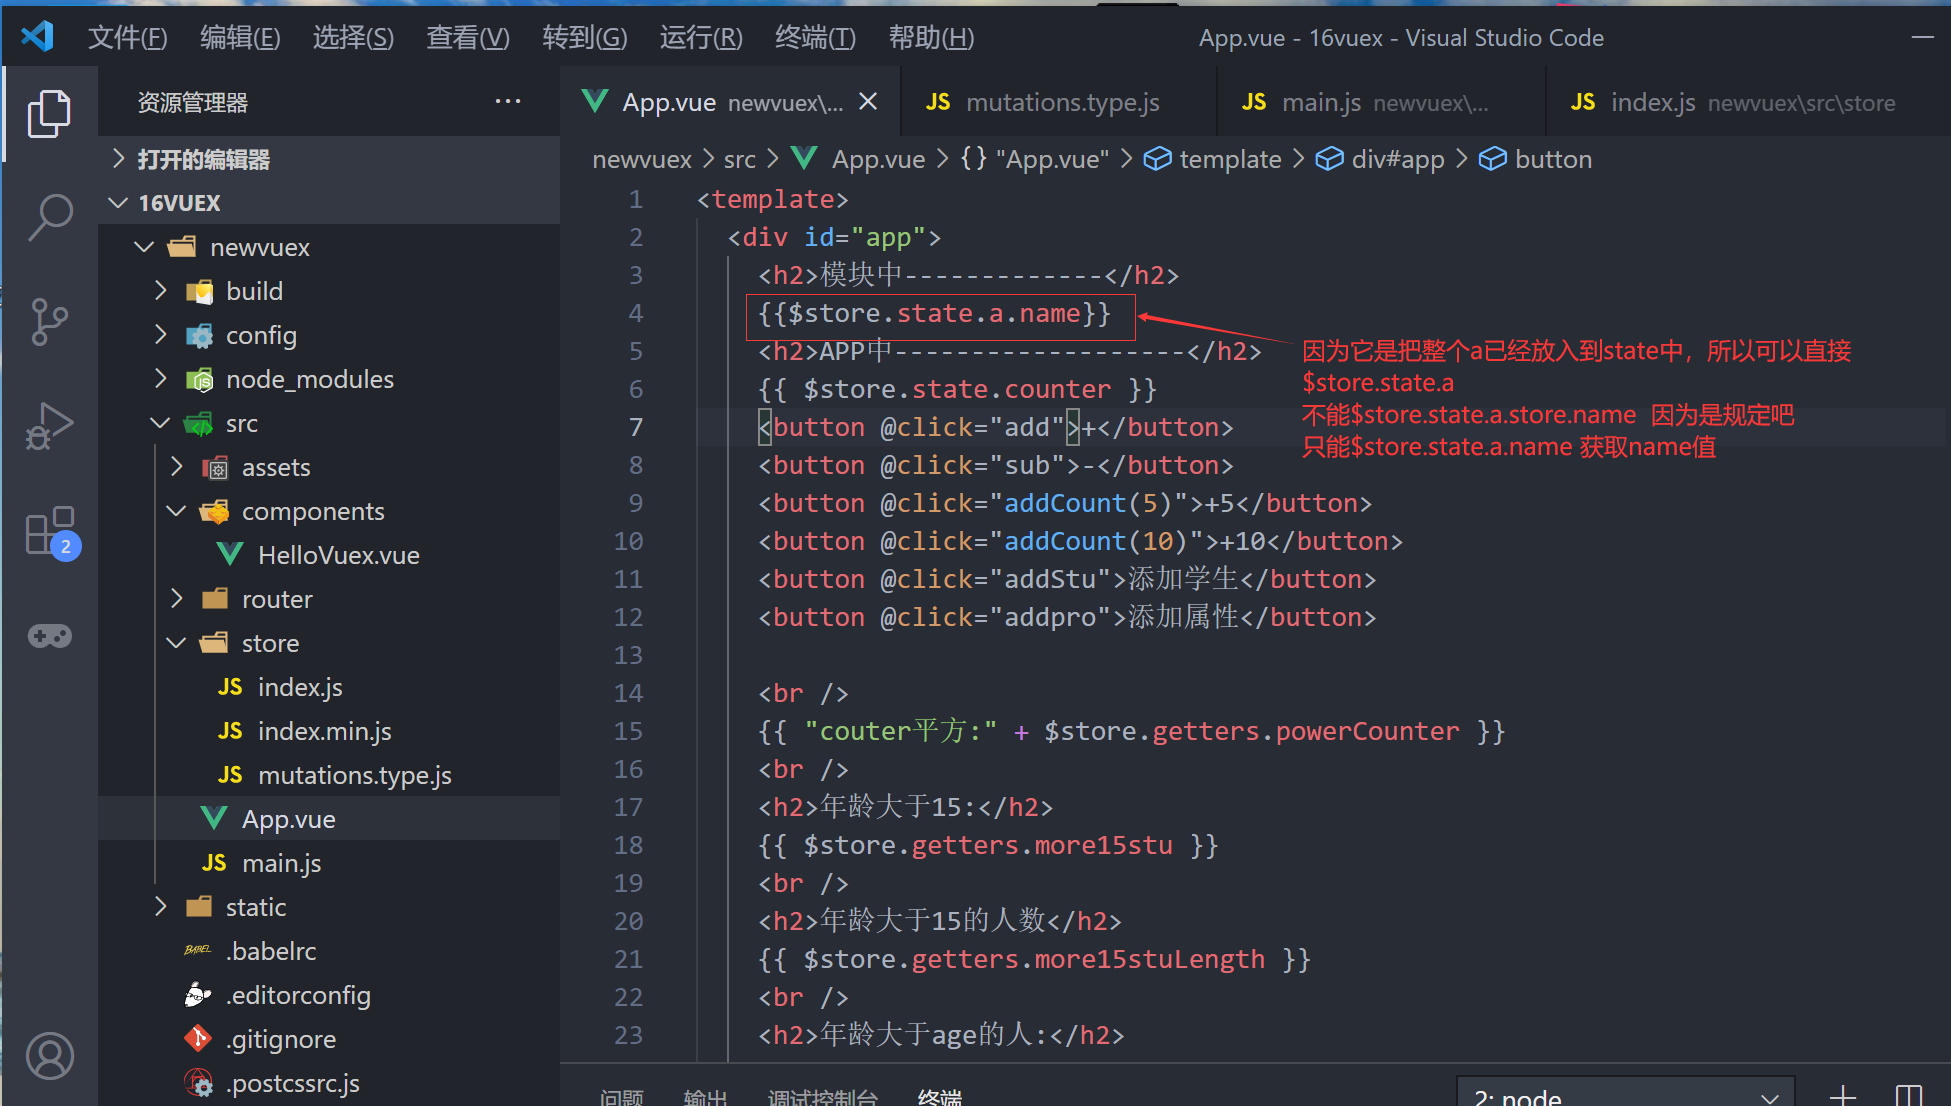 文件(F) 编辑(E) 选择(S) 查看(V) 转到(G) 运行(R) 终端(T) 帮助(H) App.vue - 16vuex - Visual Studio Code
资源管理器 ···
App.vue newvuex\... JS mutations.type.js JS main.js newvuex\... JS index.js newvuex\src\store
newvuex > src > App.vue > {} "App.vue" > template > div#app > button
打开的编辑器
16VUEX
newvuex
build
config
node_modules
src
assets
components
HelloVuex.vue
router
store
JS index.js
JS index.min.js
JS mutations.type.js
App.vue
JS main.js
static
BABEL .babelrc
.editorconfig
.gitignore
.postcssrc.js
2
1 <template>
2 <div id="app">
3 <h2>模块中-------------</h2>
4 {{$store.state.a.name}}
5 <h2>APP中-------------------</h2>
6 {{ $store.state.counter }}
7 <button @click="add">+</button>
8 <button @click="sub">-</button>
9 <button @click="addCount(5)">+5</button>
10 <button @click="addCount(10)">+10</button>
11 <button @click="addStu">添加学生</button>
12 <button @click="addpro">添加属性</button>
13
14 <br />
15 {{ "couter平方:" + $store.getters.powerCounter }}
16 <br />
17 <h2>年龄大于15:</h2>
18 {{ $store.getters.more15stu }}
19 <br />
20 <h2>年龄大于15的人数</h2>
21 {{ $store.getters.more15stuLength }}
22 <br />
23 <h2>年龄大于age的人:</h2>
因为它是把整个a已经放入到state中，所以可以直接
$store.state.a
不能$store.state.a.store.name 因为是规定吧
只能$store.state.a.name 获取name值
问题 输出 调试控制台 终端 2: node